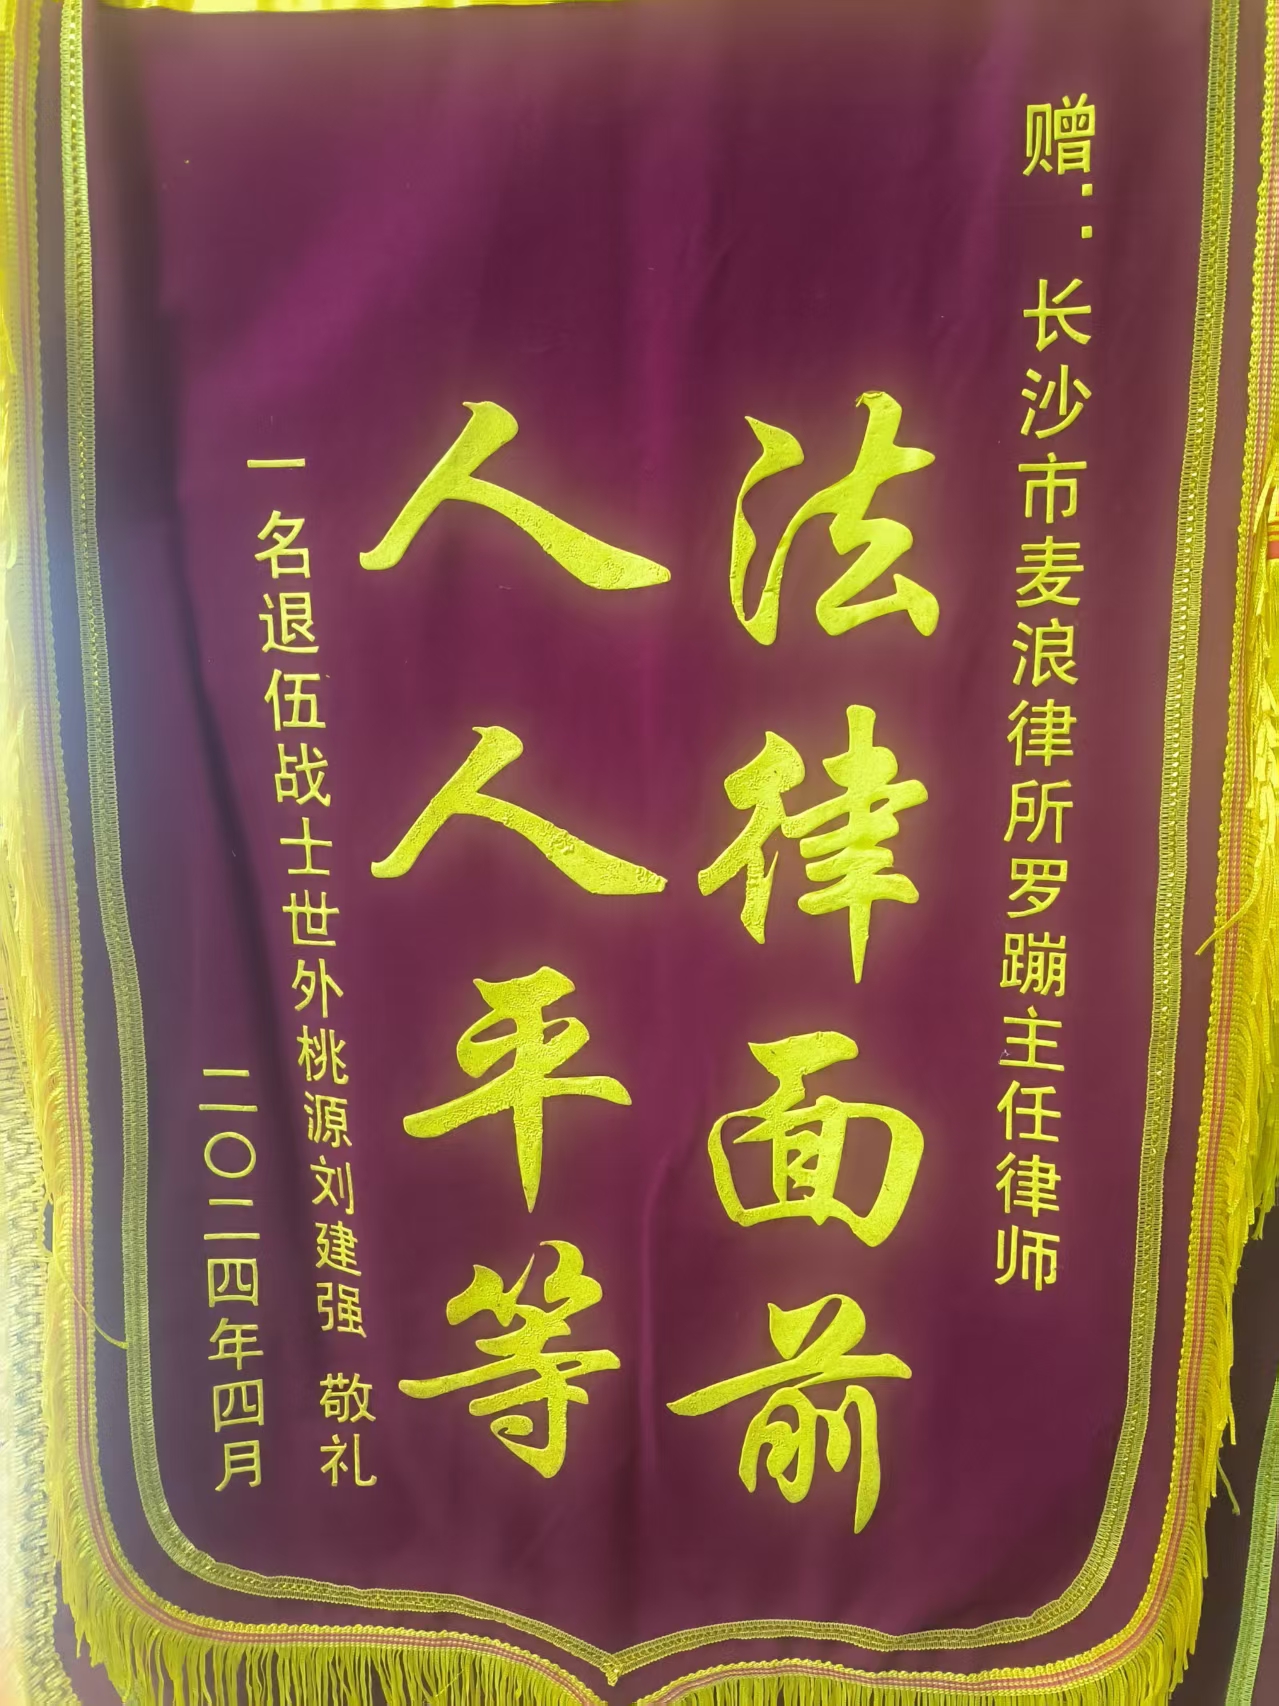 赠：长沙市麦浪律所罗蹦主任律师
法律面前
人人平等
一名退伍战士世外桃源刘建强 敬礼
二〇二四年四月